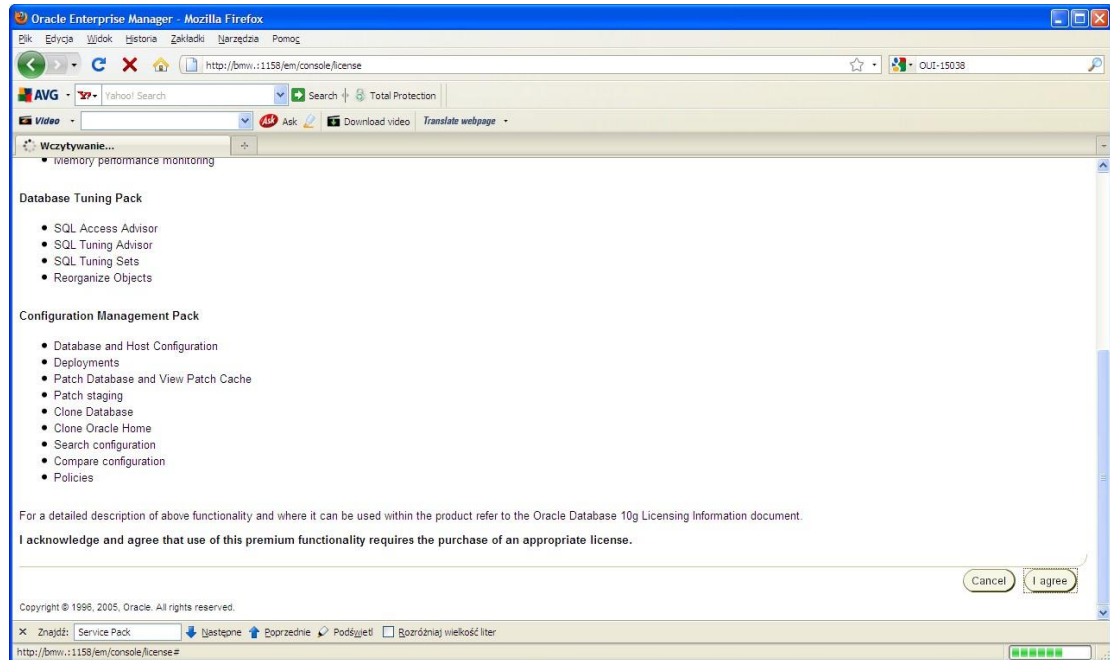 Oracle Enterprise Manager - Mozilla Firefox
Plik Edycja Widok Historia Zakładki Narzędzia Pomoc
http://bmw.:1158/em/console/license
OUI-15038
AVG Yahoo! Search Search Total Protection
Video Ask Download video Translate webpage
Wczytywanie...
Memory performance monitoring
Database Tuning Pack
SQL Access Advisor
SQL Tuning Advisor
SQL Tuning Sets
Reorganize Objects
Configuration Management Pack
Database and Host Configuration
Deployments
Patch Database and View Patch Cache
Patch staging
Clone Database
Clone Oracle Home
Search configuration
Compare configuration
Policies
For a detailed description of above functionality and where it can be used within the product refer to the Oracle Database 10g Licensing Information document.
I acknowledge and agree that use of this premium functionality requires the purchase of an appropriate license.
Cancel I agree
Copyright © 1996, 2005, Oracle. All rights reserved.
Znajdź: Service Pack Następne Poprzednie Podświetl Rozróżniaj wielkość liter
http://bmw.:1158/em/console/license#